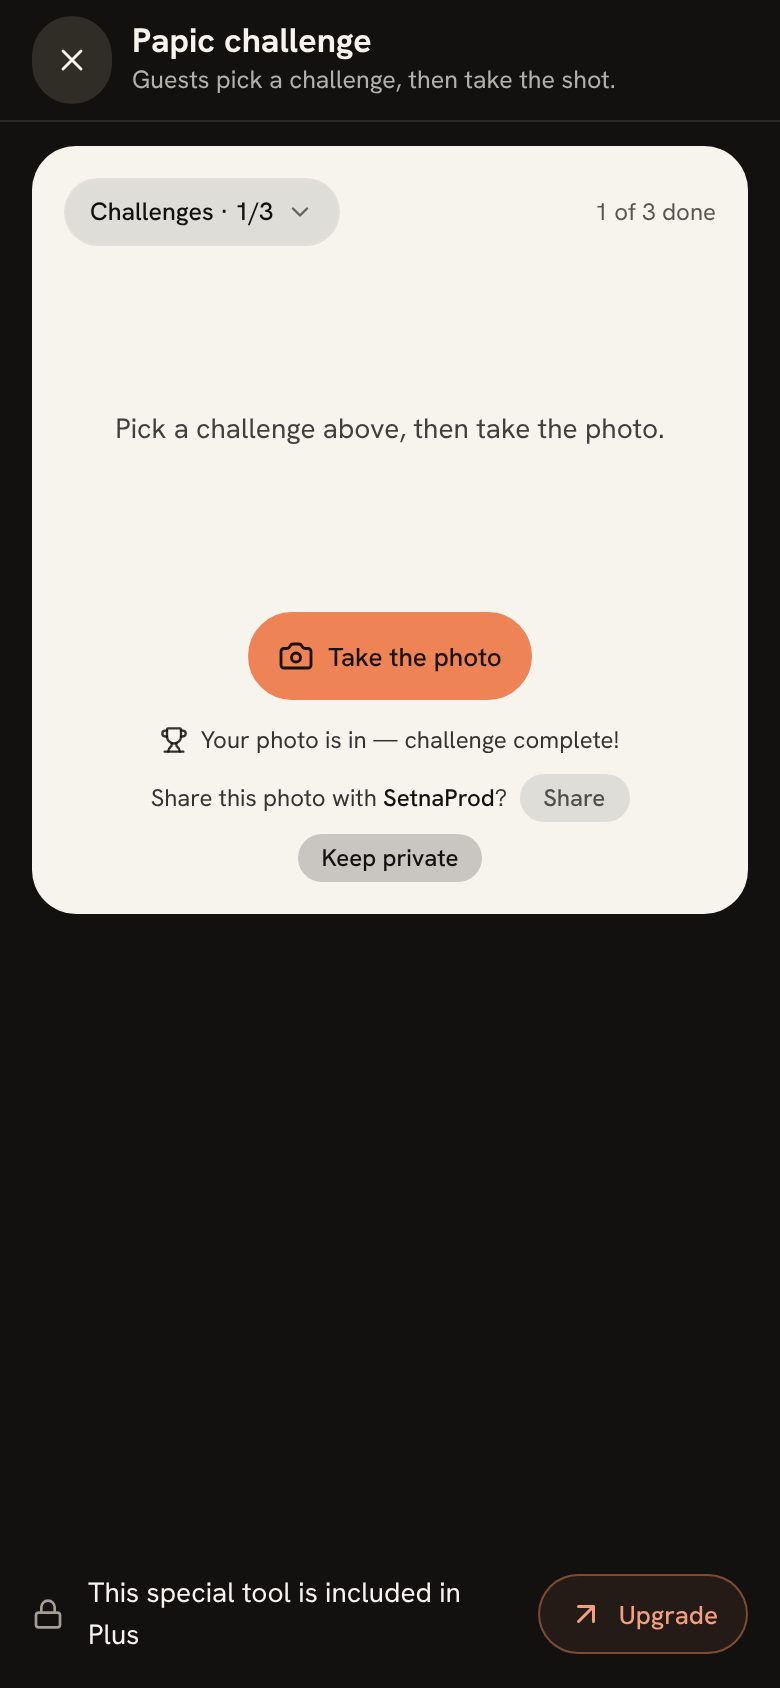 Papic challenge
Guests pick a challenge, then take the shot.
Challenges · 1/3
1 of 3 done
Pick a challenge above, then take the photo.
Take the photo
Your photo is in — challenge complete!
Share this photo with SetnaProd? Share
Keep private
This special tool is included in
Plus
Upgrade